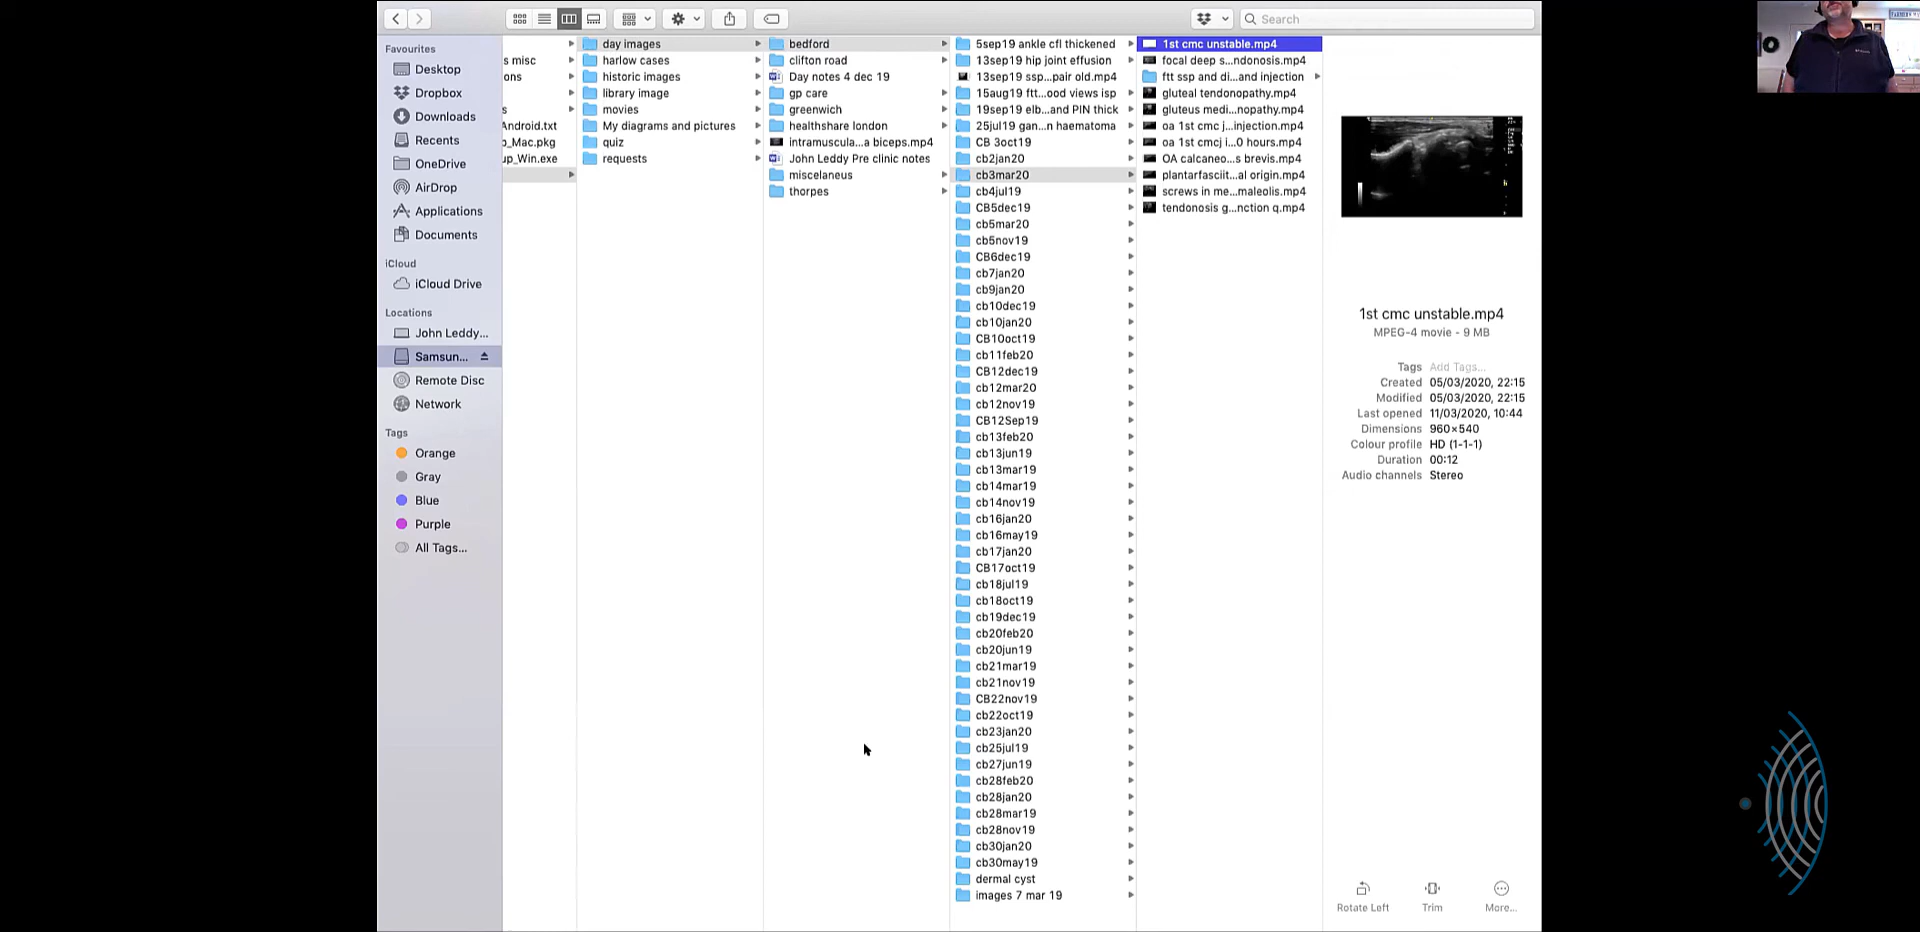 Search
Favourites
Desktop
Dropbox
Downloads
Recents
OneDrive
AirDrop
Applications
Documents
iCloud
iCloud Drive
Locations
John Leddy...
Samsun...
Remote Disc
Network
Tags
Orange
Gray
Blue
Purple
All Tags...
s misc
ons
s
Android.txt
o_Mac.pkg
up_Win.exe
day images
harlow cases
historic images
library image
movies
My diagrams and pictures
quiz
requests
bedford
clifton road
Day notes 4 dec 19
gp care
greenwich
healthshare london
intramuscula...a biceps.mp4
John Leddy Pre clinic notes
miscelaneus
thorpes
5sep19 ankle cfl thickened
13sep19 hip joint effusion
13sep19 ssp...pair old.mp4
15aug19 ftt...ood views isp
19sep19 elb...and PIN thick
25jul19 gan...n haematoma
CB 3oct19
cb2jan20
cb3mar20
cb4jul19
CB5dec19
cb5mar20
cb5nov19
CB6dec19
cb7jan20
cb9jan20
cb10dec19
cb10jan20
CB10oct19
cb11feb20
CB12dec19
cb12mar20
cb12nov19
CB12Sep19
cb13feb20
cb13jun19
cb13mar19
cb14mar19
cb14nov19
cb16jan20
cb16may19
cb17jan20
CB17oct19
cb18jul19
cb18oct19
cb19dec19
cb20feb20
cb20jun19
cb21mar19
cb21nov19
CB22nov19
cb22oct19
cb23jan20
cb25jul19
cb27jun19
cb28feb20
cb28jan20
cb28mar19
cb28nov19
cb30jan20
cb30may19
dermal cyst
images 7 mar 19
1st cmc unstable.mp4
focal deep s...ndonosis.mp4
ftt ssp and di...and injection
gluteal tendonopathy.mp4
gluteus medi...nopathy.mp4
oa 1st cmc j...injection.mp4
oa 1st cmcj i...0 hours.mp4
OA calcaneo...s brevis.mp4
plantarfasciit...al origin.mp4
screws in me...maleolis.mp4
tendonosis g...nction q.mp4
1st cmc unstable.mp4
MPEG-4 movie - 9 MB
Tags Add Tags...
Created 05/03/2020, 22:15
Modified 05/03/2020, 22:15
Last opened 11/03/2020, 10:44
Dimensions 960×540
Colour profile HD (1-1-1)
Duration 00:12
Audio channels Stereo
Rotate Left
Trim
More...